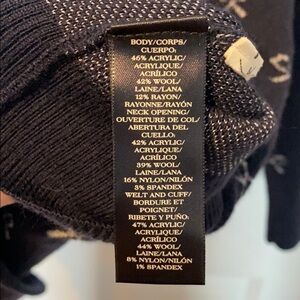 BODY/CORPS/
CUERPO:
46% ACRYLIC/
ACRYLIQUE/
ACRÍLICO
42% WOOL/
LAINE/LANA
12% RAYON/
RAYONNE/RAYÓN
NECK OPENING/
OUVERTURE DE COL/
ABERTURA DEL
CUELLO:
42% ACRYLIC/
ACRYLIQUE/
ACRÍLICO
39% WOOL/
LAINE/LANA
16% NYLON/NILÓN
3% SPANDEX
WELT AND CUFF/
BORDURE ET
POIGNET/
RIBETE Y PUÑO:
47% ACRYLIC/
ACRYLIQUE/
ACRÍLICO
44% WOOL/
LAINE/LANA
8% NYLON/NILÓN
1% SPANDEX